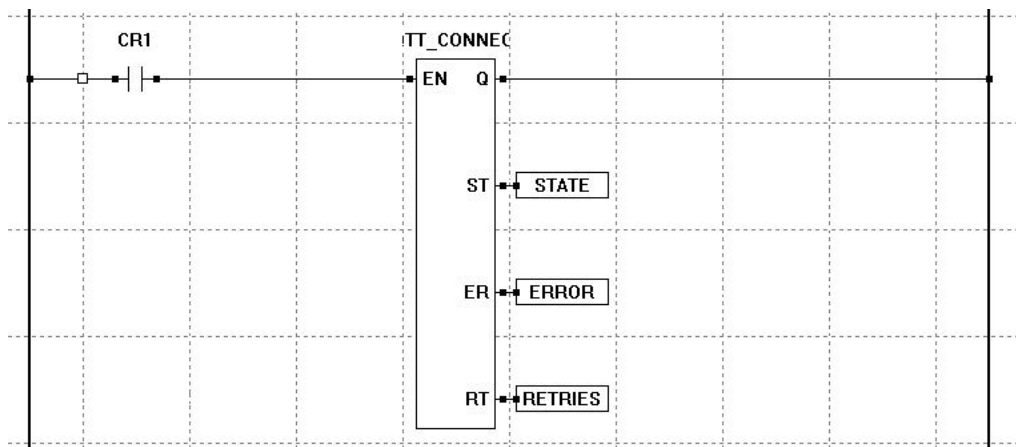 CR1
TT_CONNEC
EN Q
ST STATE
ER ERROR
RT RETRIES